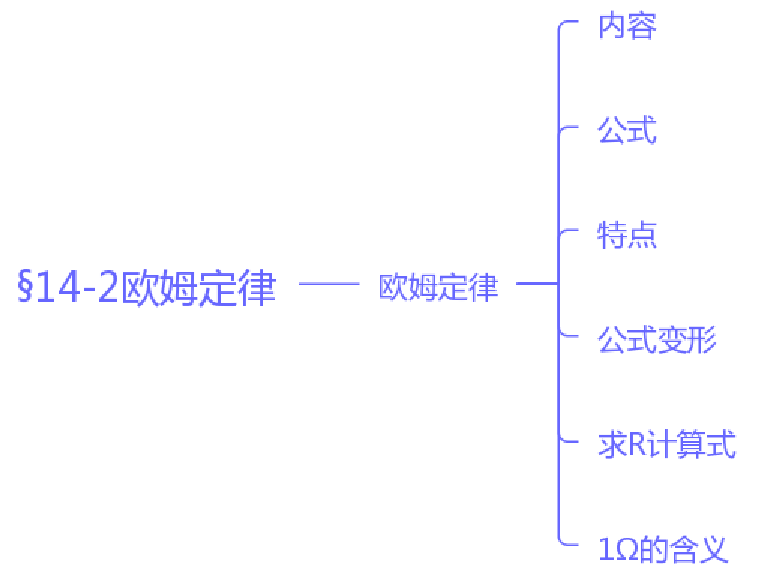 §14-2欧姆定律
欧姆定律
内容
公式
特点
公式变形
求R计算式
1Ω的含义